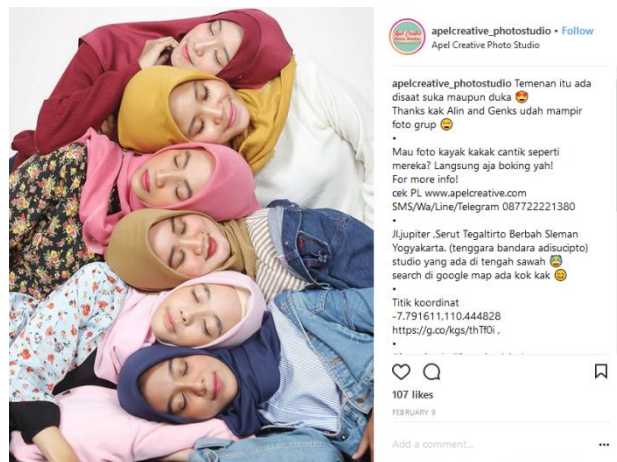 apelcreative_photostudio • Follow
Apel Creative Photo Studio
apelcreative_photostudio Temenan itu ada
disaat suka maupun duka 😍
Thanks kak Alin and Genks udah mampir
foto grup 😄
•
Mau foto kayak kakak cantik seperti
mereka? Langsung aja boking yah!
For more info!
cek PL www.apelcreative.com
SMS/Wa/Line/Telegram 087722221380
•
Jl.jupiter ,Serut Tegaltirto Berbah Sleman
Yogyakarta. (tenggara bandara adisucipto)
studio yang ada di tengah sawah 😨
search di google map ada kok kak 😊
•
Titik koordinat
-7.791611,110.444828
https://g.co/kgs/thTf0i .
•
107 likes
FEBRUARY 9
Add a comment...